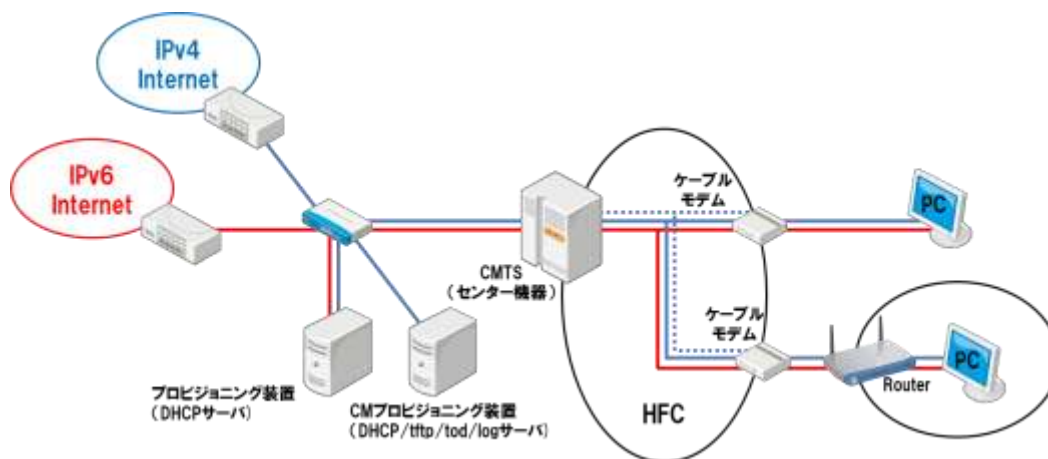 IPv4
Internet
IPv6
Internet
ケーブル
モデム
PC
CMTS
(センター機器)
ケーブル
モデム
PC
Router
プロビジョニング装置
(DHCPサーバ)
CMプロビジョニング装置
(DHCP/tftp/tod/logサーバ)
HFC